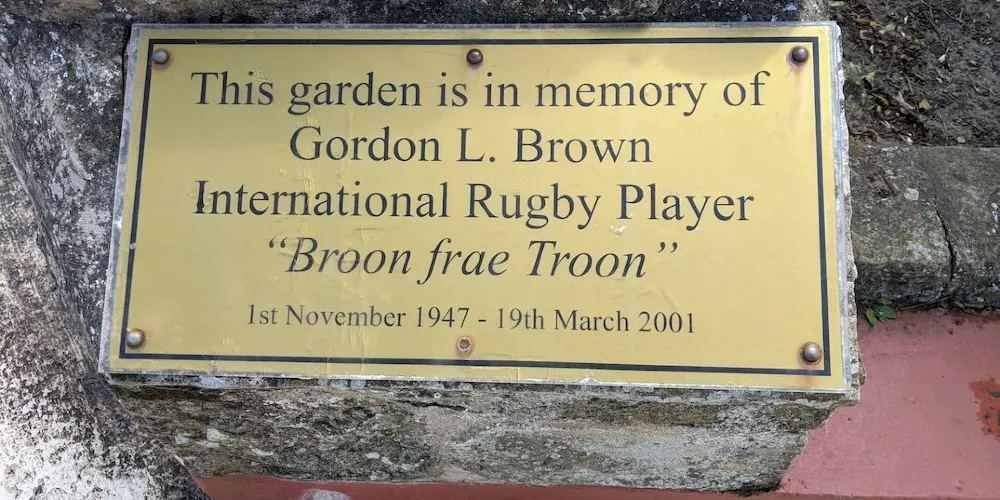 This garden is in memory of
Gordon L. Brown
International Rugby Player
“Broon frae Troon”
1st November 1947 - 19th March 2001